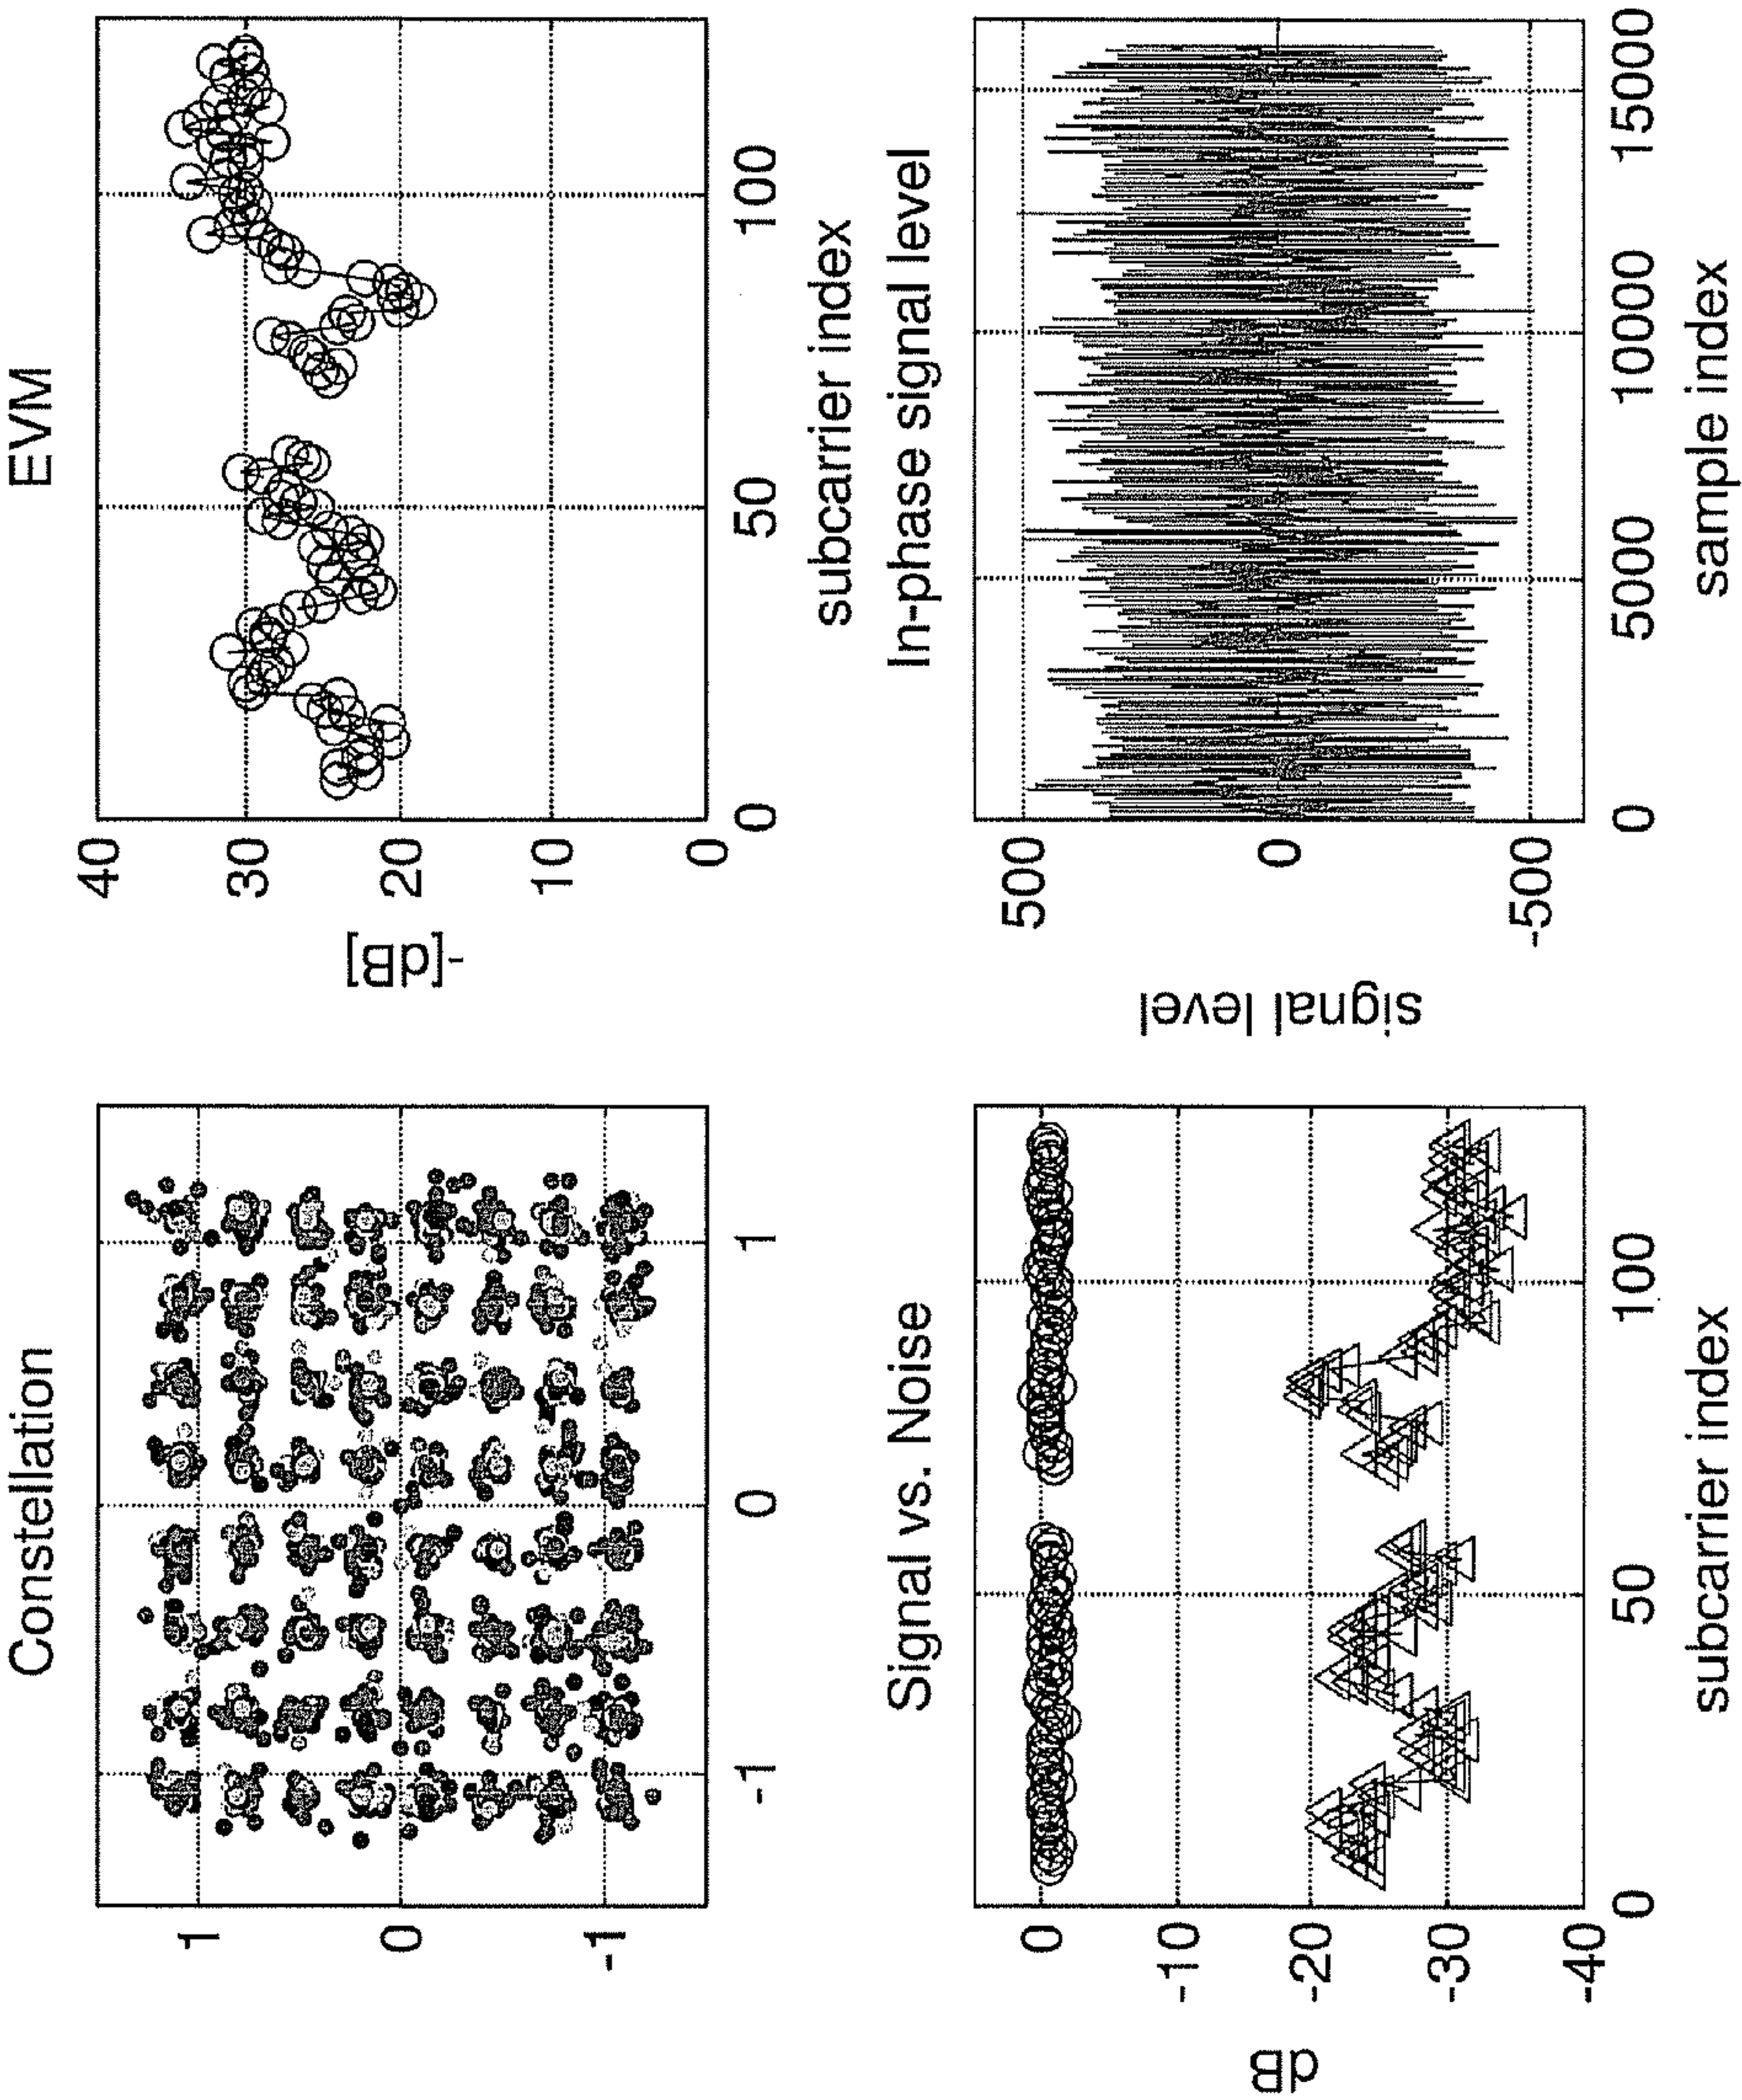 Constellation
1
0
-1
-1
0
1
EVM
40
30
20
10
0
-[dB]
0
50
100
subcarrier index
Signal vs. Noise
0
-10
-20
-30
-40
dB
0
50
100
subcarrier index
In-phase signal level
500
0
-500
signal level
0
5000
10000
15000
sample index